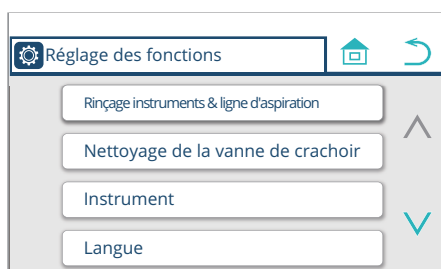 Réglage des fonctions
Rinçage instruments & ligne d'aspiration
Nettoyage de la vanne de crachoir
Instrument
Langue